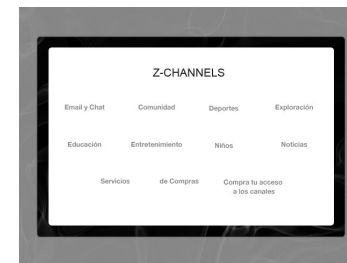 Z-CHANNELS
Email y Chat Comunidad Deportes Exploración
Educación Entretenimiento Niños Noticias
Servicios de Compras Compra tu acceso
a los canales